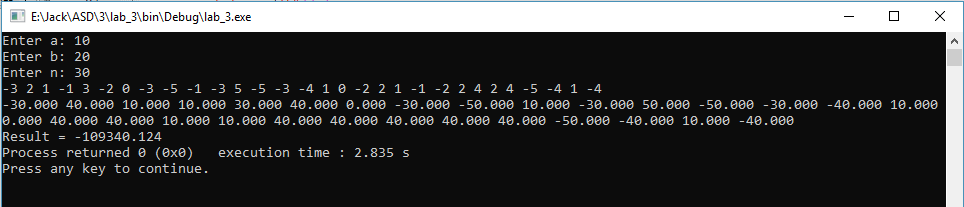 E:\Jack\ASD\3\lab_3\bin\Debug\lab_3.exe
Enter a: 10
Enter b: 20
Enter n: 30
-3 2 1 -1 3 -2 0 -3 -5 -1 -3 5 -5 -3 -4 1 0 -2 2 1 -1 -2 2 4 2 4 -5 -4 1 -4
-30.000 40.000 10.000 10.000 30.000 40.000 0.000 -30.000 -50.000 10.000 -30.000 50.000 -50.000 -30.000 -40.000 10.000
0.000 40.000 40.000 10.000 10.000 40.000 40.000 40.000 40.000 40.000 -50.000 -40.000 10.000 -40.000
Result = -109340.124
Process returned 0 (0x0)   execution time : 2.835 s
Press any key to continue.